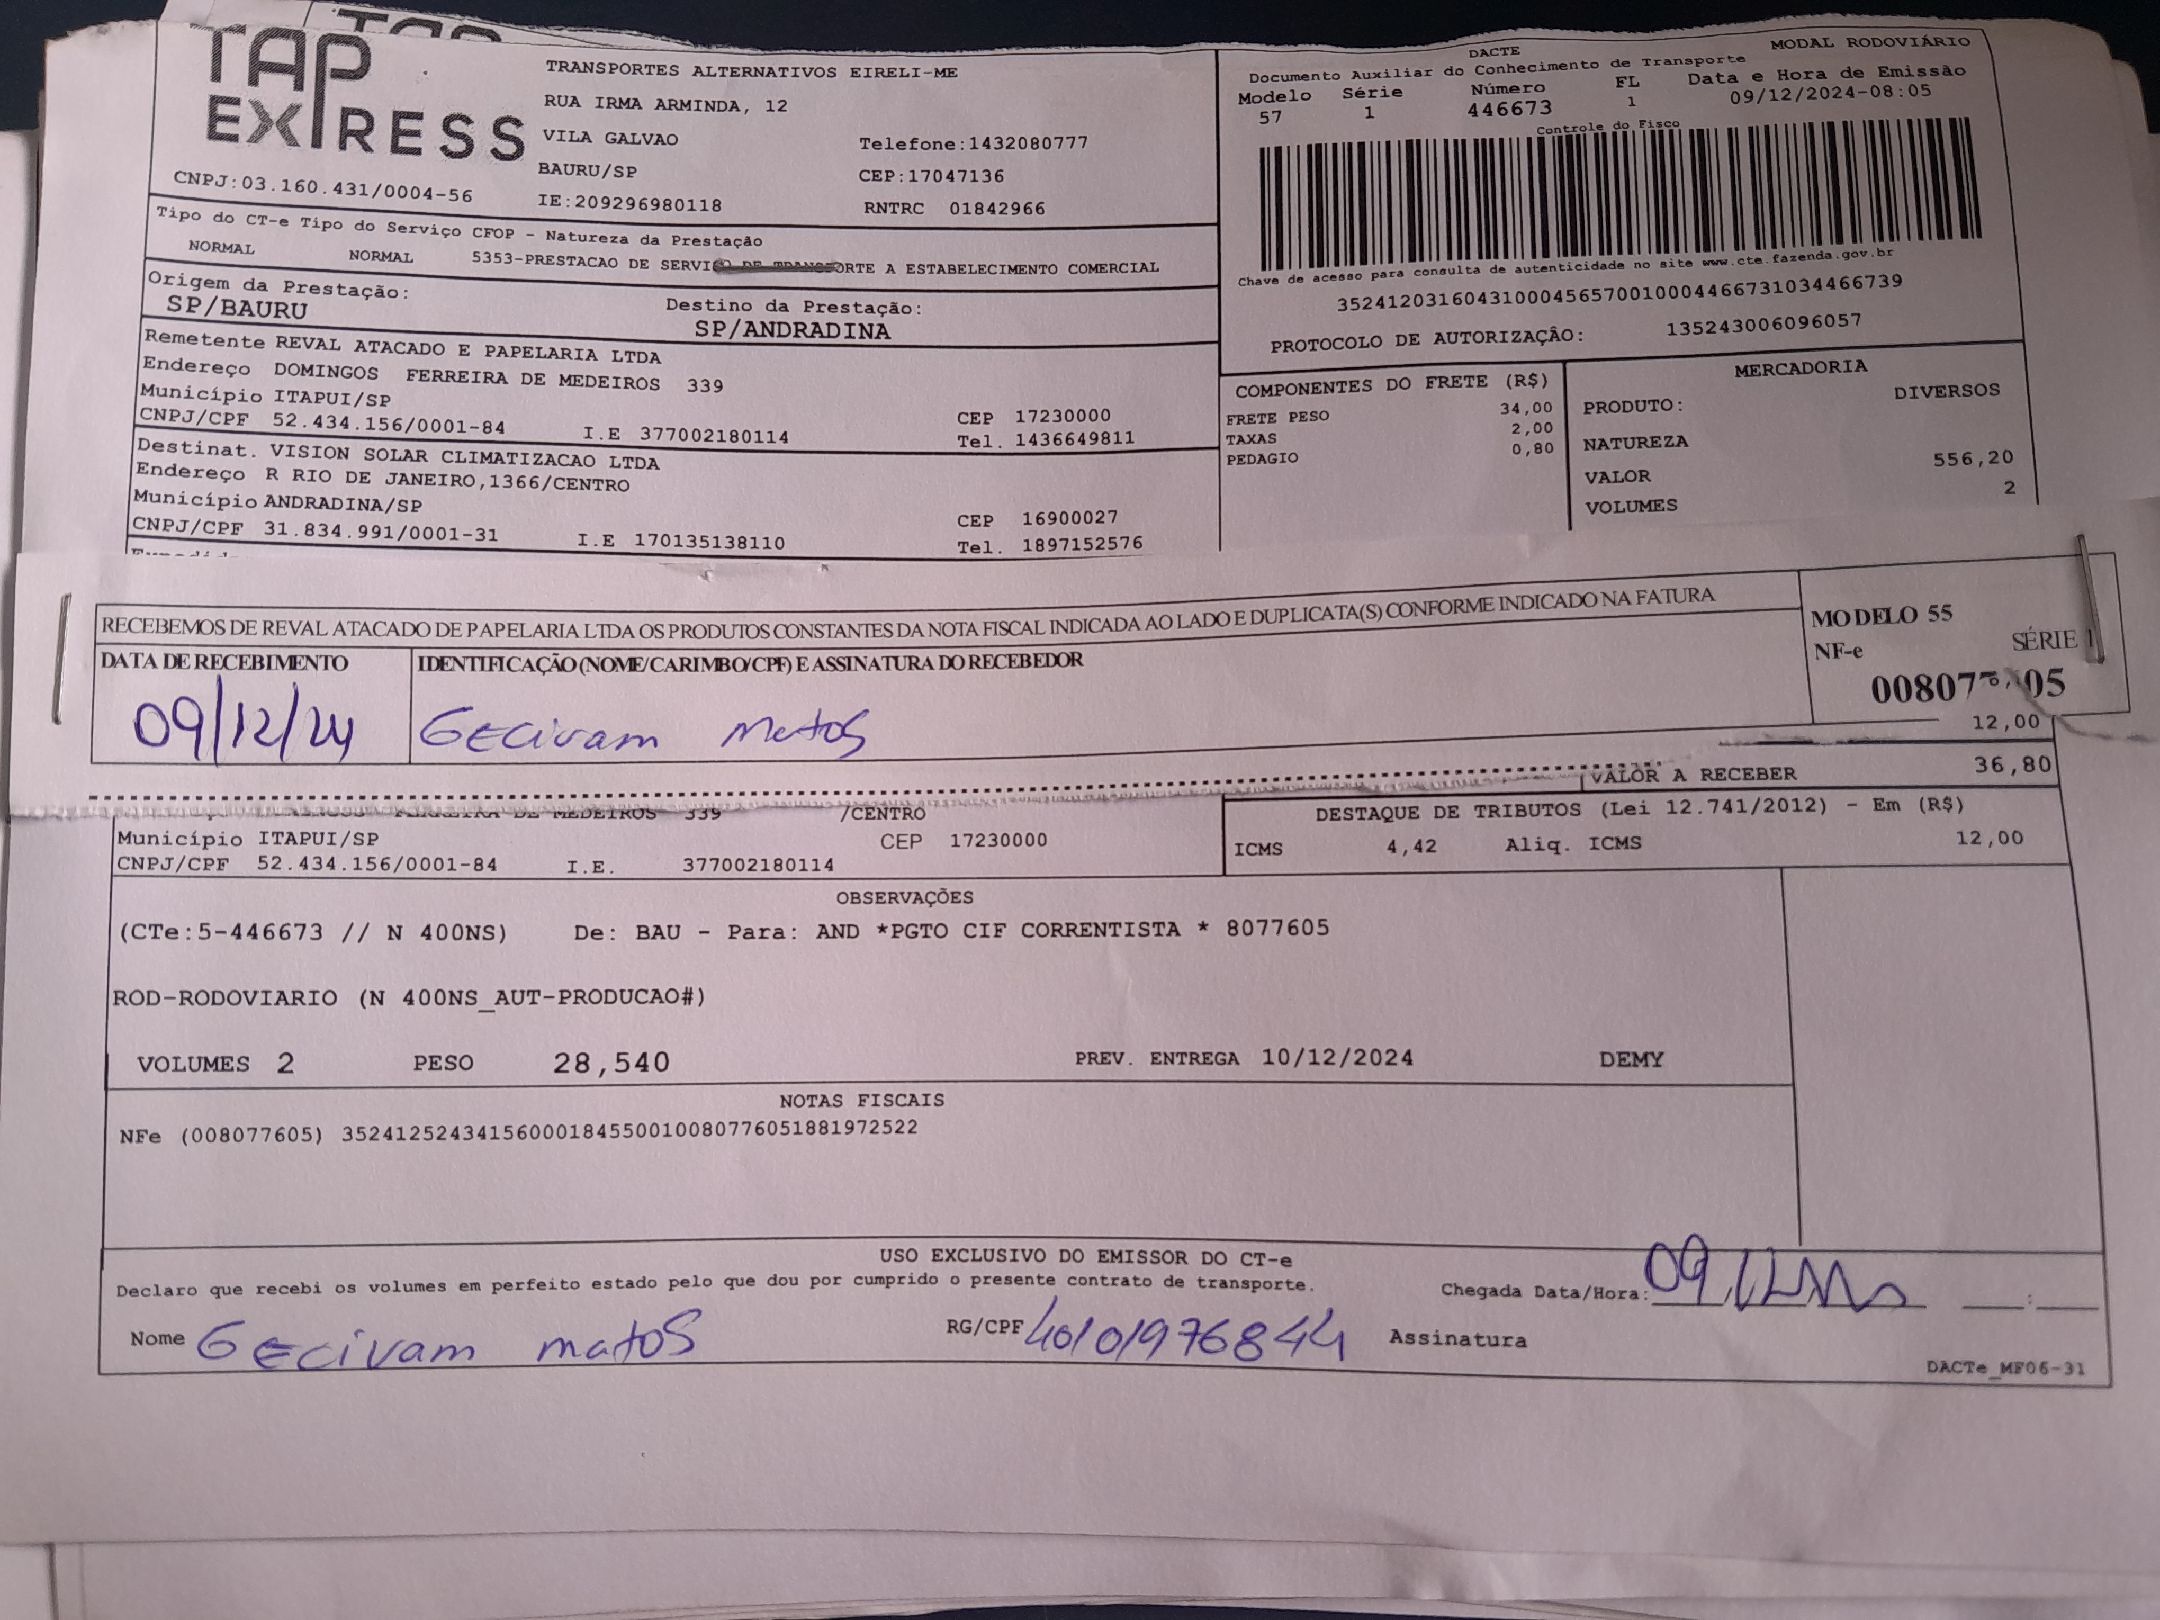 TAP
EXPRESS
CNPJ:03.160.431/0004-56
TRANSPORTES ALTERNATIVOS EIRELI-ME
RUA IRMA ARMINDA, 12
VILA GALVAO Telefone:1432080777
BAURU/SP CEP:17047136
IE:209296980118 RNTRC 01842966
DACTE MODAL RODOVIÁRIO
Documento Auxiliar do Conhecimento de Transporte
Modelo Série Número FL Data e Hora de Emissão
57 1 446673 1 09/12/2024-08:05
Controle do Fisco
Chave de acesso para consulta de autenticidade no site www.cte.fazenda.gov.br
35241203160431000456570010004466731034466739
PROTOCOLO DE AUTORIZAÇÂO: 135243006096057
Tipo do CT-e Tipo do Serviço CFOP - Natureza da Prestação
NORMAL NORMAL 5353-PRESTACAO DE SERVIÇO DE TRANSPORTE A ESTABELECIMENTO COMERCIAL
Origem da Prestação: Destino da Prestação:
SP/BAURU SP/ANDRADINA
Remetente REVAL ATACADO E PAPELARIA LTDA
Endereço DOMINGOS FERREIRA DE MEDEIROS 339
Município ITAPUI/SP CEP 17230000
CNPJ/CPF 52.434.156/0001-84 I.E 377002180114 Tel. 1436649811
Destinat. VISION SOLAR CLIMATIZACAO LTDA
Endereço R RIO DE JANEIRO,1366/CENTRO
Município ANDRADINA/SP CEP 16900027
CNPJ/CPF 31.834.991/0001-31 I.E 170135138110 Tel. 1897152576
COMPONENTES DO FRETE (R$)
FRETE PESO 34,00
TAXAS 2,00
PEDAGIO 0,80
MERCADORIA
PRODUTO: DIVERSOS
NATUREZA
VALOR 556,20
VOLUMES 2
RECEBEMOS DE REVAL ATACADO DE PAPELARIA LTDA OS PRODUTOS CONSTANTES DA NOTA FISCAL INDICADA AO LADO E DUPLICATA(S) CONFORME INDICADO NA FATURA
DATA DE RECEBIMENTO IDENTIFICAÇÃO (NOME/CARIMBO/CPF) E ASSINATURA DO RECEBEDOR
09/12/24 GECivam matos
MODELO 55
NF-e SÉRIE 1
12,00
VALOR A RECEBER 36,80
DE MEDEIROS 339 /CENTRO
Município ITAPUI/SP CEP 17230000
CNPJ/CPF 52.434.156/0001-84 I.E. 377002180114
DESTAQUE DE TRIBUTOS (Lei 12.741/2012) - Em (R$)
ICMS 4,42 Aliq. ICMS 12,00
OBSERVAÇÕES
(CTe:5-446673 // N 400NS) De: BAU - Para: AND *PGTO CIF CORRENTISTA * 8077605
ROD-RODOVIARIO (N 400NS_AUT-PRODUCAO#)
VOLUMES 2 PESO 28,540 PREV. ENTREGA 10/12/2024 DEMY
NOTAS FISCAIS
NFe (008077605) 35241252434156000184550010080776051881972522
USO EXCLUSIVO DO EMISSOR DO CT-e
Declaro que recebi os volumes em perfeito estado pelo que dou por cumprido o presente contrato de transporte. Chegada Data/Hora: 09
Nome GECivam matos RG/CPF 40101976844 Assinatura
DACTe_MF06-31